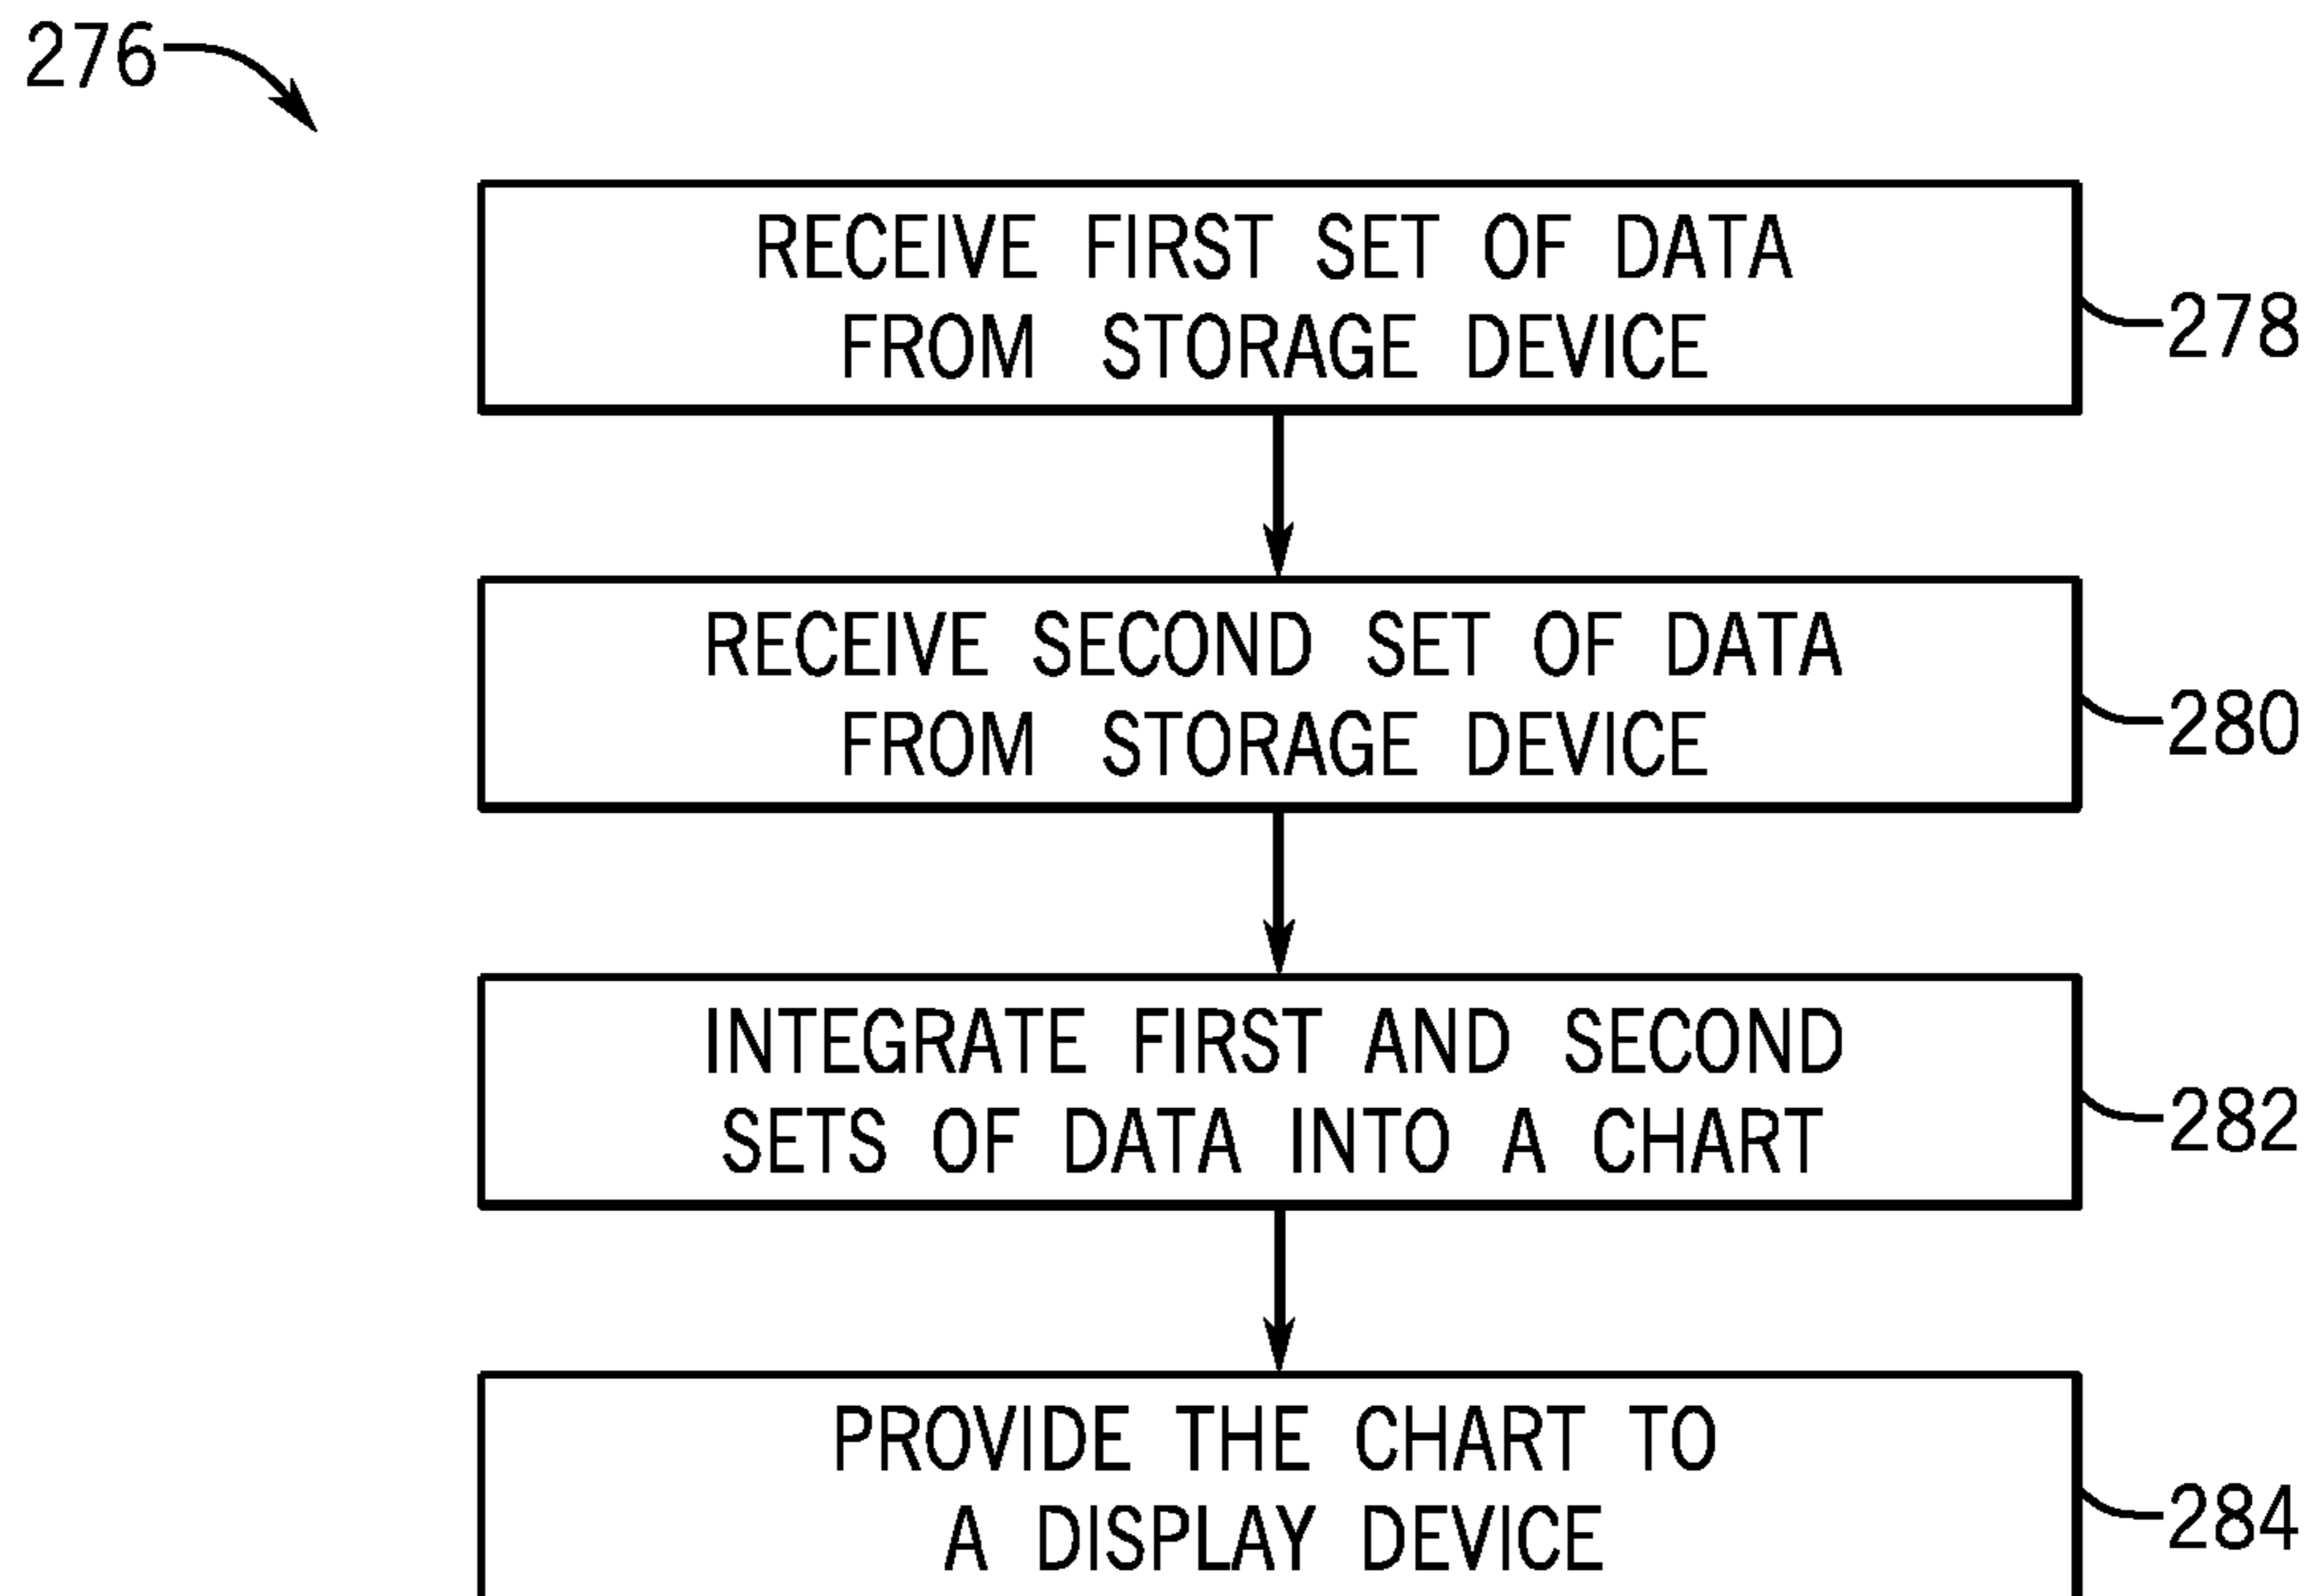 276
RECEIVE FIRST SET OF DATA
FROM STORAGE DEVICE
278
RECEIVE SECOND SET OF DATA
FROM STORAGE DEVICE
280
INTEGRATE FIRST AND SECOND
SETS OF DATA INTO A CHART
282
PROVIDE THE CHART TO
A DISPLAY DEVICE
284